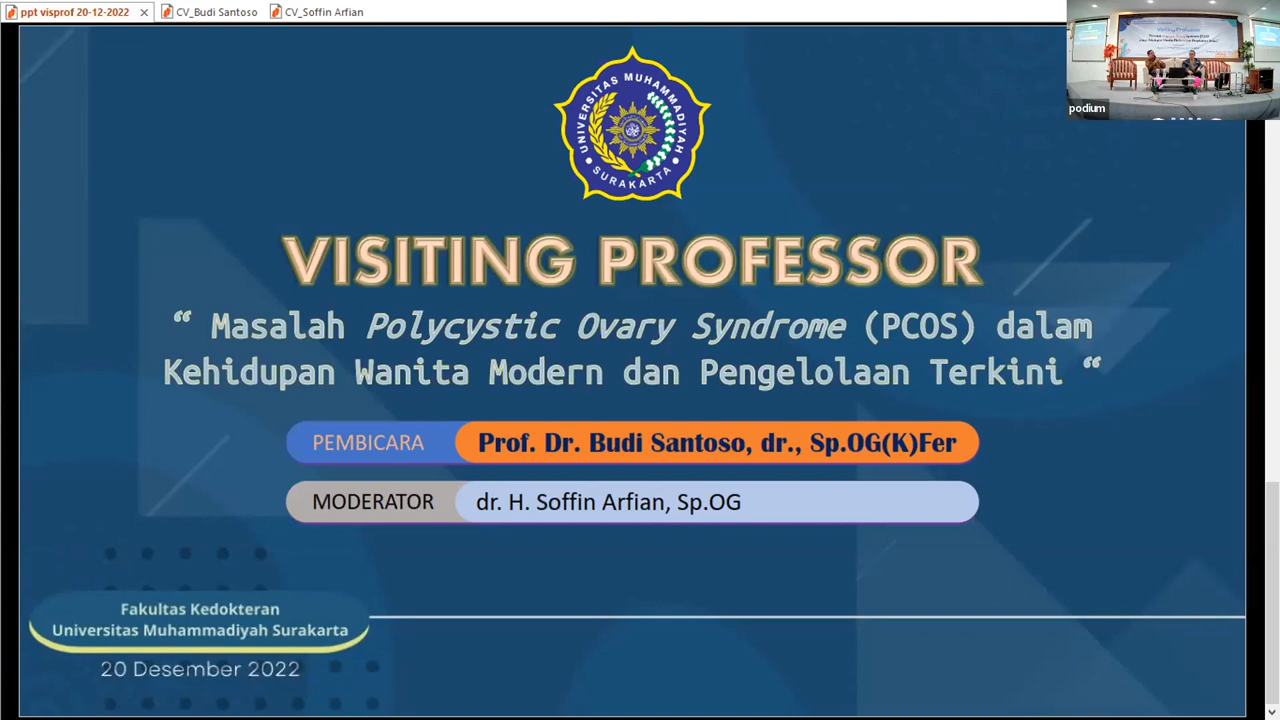 ppt visprof 20-12-2022
CV_Budi Santoso
CV_Soffin Arfian
podium
UNIVERSITAS MUHAMMADIYAH
SURAKARTA
VISITING PROFESSOR
“ Masalah Polycystic Ovary Syndrome (PCOS) dalam
Kehidupan Wanita Modern dan Pengelolaan Terkini “
PEMBICARA
Prof. Dr. Budi Santoso, dr., Sp.OG(K)Fer
MODERATOR
dr. H. Soffin Arfian, Sp.OG
Fakultas Kedokteran
Universitas Muhammadiyah Surakarta
20 Desember 2022